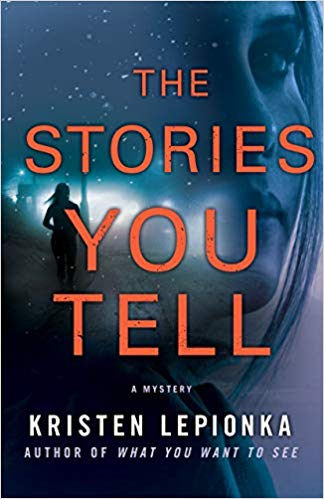 THE
STORIES
YOU
TELL
A MYSTERY
KRISTEN LEPIONKA
AUTHOR OF WHAT YOU WANT TO SEE